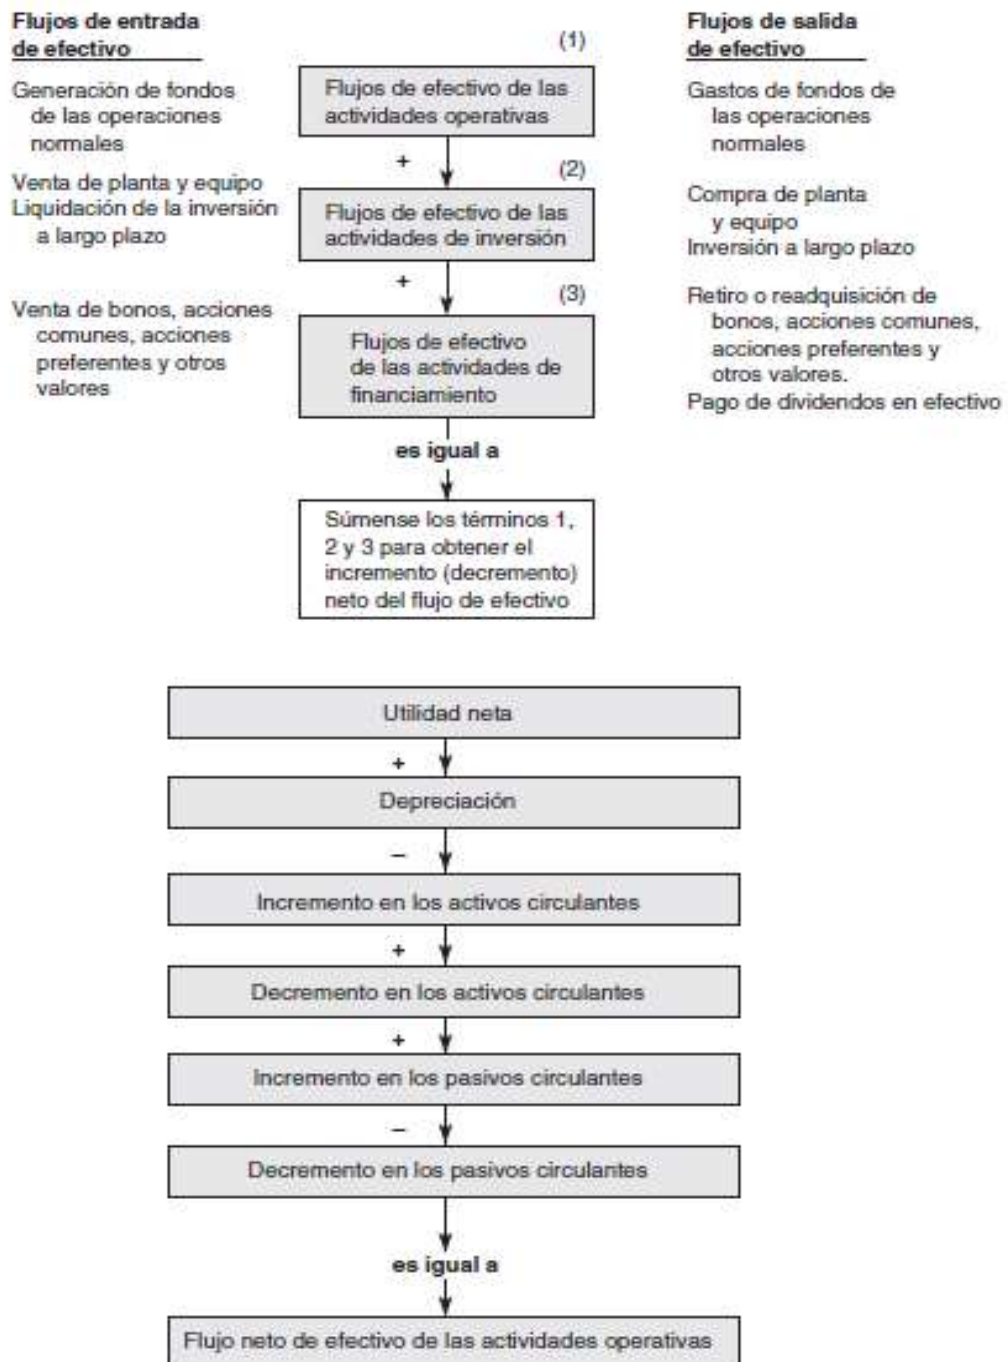 Flujos de entrada
de efectivo
Generación de fondos
de las operaciones
normales
Venta de planta y equipo
Liquidación de la inversión
a largo plazo
Venta de bonos, acciones
comunes, acciones
preferentes y otros
valores
(1)
Flujos de efectivo de las
actividades operativas
+
(2)
Flujos de efectivo de las
actividades de inversión
+
(3)
Flujos de efectivo
de las actividades de
financiamiento
es igual a
Súmense los términos 1,
2 y 3 para obtener el
incremento (decremento)
neto del flujo de efectivo
Flujos de salida
de efectivo
Gastos de fondos de
las operaciones
normales
Compra de planta
y equipo
Inversión a largo plazo
Retiro o readquisición de
bonos, acciones comunes,
acciones preferentes y
otros valores.
Pago de dividendos en efectivo
Utilidad neta
+
Depreciación
–
Incremento en los activos circulantes
+
Decremento en los activos circulantes
+
Incremento en los pasivos circulantes
–
Decremento en los pasivos circulantes
es igual a
Flujo neto de efectivo de las actividades operativas